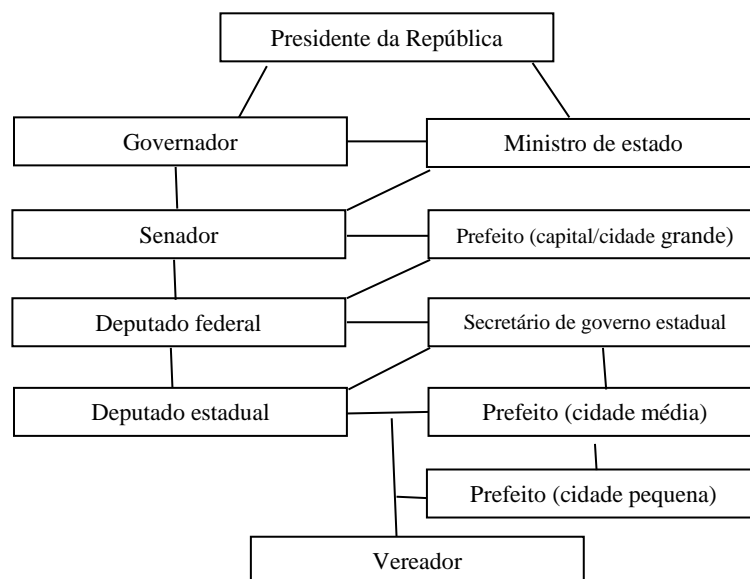 Presidente da República
Governador
Ministro de estado
Senador
Prefeito (capital/cidade grande)
Deputado federal
Secretário de governo estadual
Deputado estadual
Prefeito (cidade média)
Prefeito (cidade pequena)
Vereador